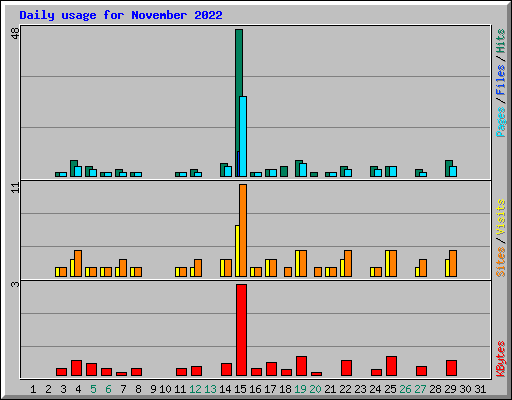 Daily usage for November 2022
48
Pages / Files / Hits
11
Sites / Visits
3
KBytes
1 2 3 4 5 6 7 8 9 10 11 12 13 14 15 16 17 18 19 20 21 22 23 24 25 26 27 28 29 30 31